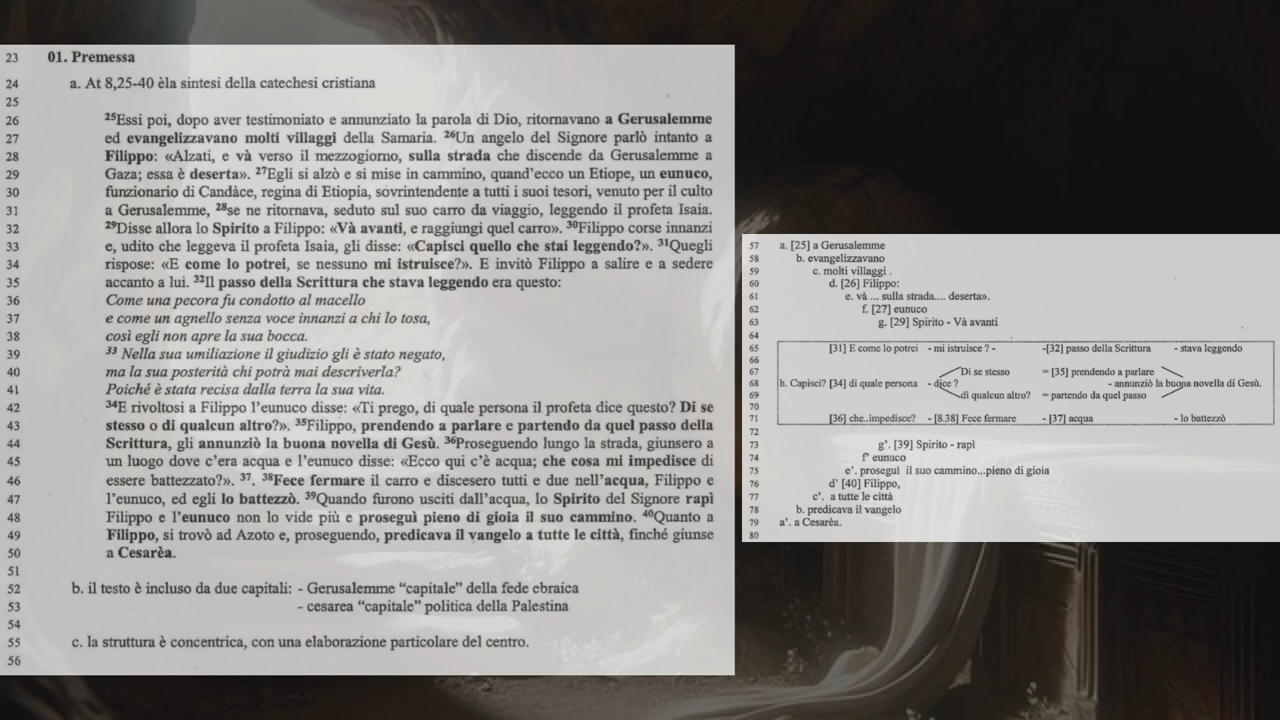 23 01. Premessa
24 a. At 8,25-40 èla sintesi della catechesi cristiana
25
26 ²⁵Essi poi, dopo aver testimoniato e annunziato la parola di Dio, ritornavano a Gerusalemme
27 ed evangelizzavano molti villaggi della Samaria. ²⁶Un angelo del Signore parlò intanto a
28 Filippo: «Alzati, e và verso il mezzogiorno, sulla strada che discende da Gerusalemme a
29 Gaza; essa è deserta». ²⁷Egli si alzò e si mise in cammino, quand'ecco un Etiope, un eunuco,
30 funzionario di Candàce, regina di Etiopia, sovrintendente a tutti i suoi tesori, venuto per il culto
31 a Gerusalemme, ²⁸se ne ritornava, seduto sul suo carro da viaggio, leggendo il profeta Isaia.
32 ²⁹Disse allora lo Spirito a Filippo: «Và avanti, e raggiungi quel carro». ³⁰Filippo corse innanzi
33 e, udito che leggeva il profeta Isaia, gli disse: «Capisci quello che stai leggendo?». ³¹Quegli
34 rispose: «E come lo potrei, se nessuno mi istruisce?». E invitò Filippo a salire e a sedere
35 accanto a lui. ³²Il passo della Scrittura che stava leggendo era questo:
36 Come una pecora fu condotto al macello
37 e come un agnello senza voce innanzi a chi lo tosa,
38 così egli non apre la sua bocca.
39 ³³ Nella sua umiliazione il giudizio gli è stato negato,
40 ma la sua posterità chi potrà mai descriverla?
41 Poiché è stata recisa dalla terra la sua vita.
42 ³⁴E rivoltosi a Filippo l'eunuco disse: «Ti prego, di quale persona il profeta dice questo? Di se
43 stesso o di qualcun altro?». ³⁵Filippo, prendendo a parlare e partendo da quel passo della
44 Scrittura, gli annunziò la buona novella di Gesù. ³⁶Proseguendo lungo la strada, giunsero a
45 un luogo dove c'era acqua e l'eunuco disse: «Ecco qui c'è acqua; che cosa mi impedisce di
46 essere battezzato?». ³⁷. ³⁸Fece fermare il carro e discesero tutti e due nell'acqua, Filippo e
47 l'eunuco, ed egli lo battezzò. ³⁹Quando furono usciti dall'acqua, lo Spirito del Signore rapì
48 Filippo e l'eunuco non lo vide più e proseguì pieno di gioia il suo cammino. ⁴⁰Quanto a
49 Filippo, si trovò ad Azoto e, proseguendo, predicava il vangelo a tutte le città, finché giunse
50 a Cesarèa.
51
52 b. il testo è incluso da due capitali: - Gerusalemme “capitale” della fede ebraica
53 - cesarea “capitale” politica della Palestina
54
55 c. la struttura è concentrica, con una elaborazione particolare del centro.
56
57 a. [25] a Gerusalemme
58 b. evangelizzavano
59 c. molti villaggi .
60 d. [26] Filippo:
61 e. và ... sulla strada.... deserta».
62 f. [27] eunuco
63 g. [29] Spirito - Và avanti
64
65 [31] E come lo potrei - mi istruisce ? - -[32] passo della Scrittura - stava leggendo
66
67 Di se stesso = [35] prendendo a parlare
68 h. Capisci? [34] di quale persona - dice ? - annunziò la buona novella di Gesù.
69 di qualcun altro? = partendo da quel passo
70
71 [36] che..impedisce? - [8.38] Fece fermare - [37] acqua - lo battezzò
72
73 g'. [39] Spirito - rapì
74 f' eunuco
75 e'. proseguì il suo cammino...pieno di gioia
76 d' [40] Filippo,
77 c'. a tutte le città
78 b. predicava il vangelo
79 a'. a Cesarèa.
80